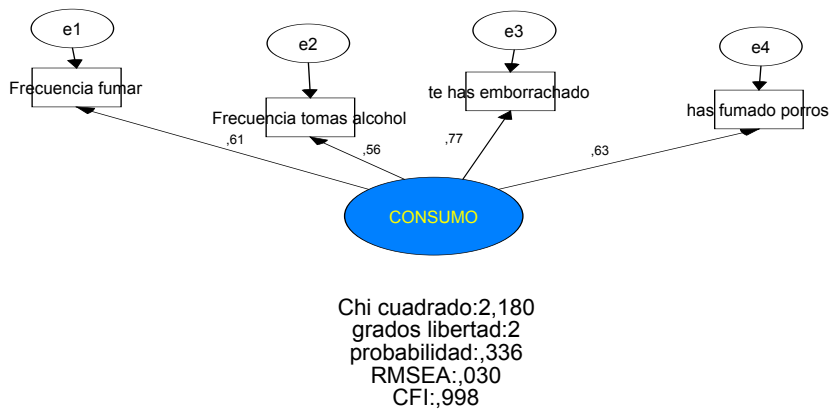 e1
e2
e3
e4
Frecuencia fumar
Frecuencia tomas alcohol
te has emborrachado
has fumado porros
,61
,56
,77
,63
CONSUMO
Chi cuadrado:2,180
grados libertad:2
probabilidad:,336
RMSEA:,030
CFI:,998